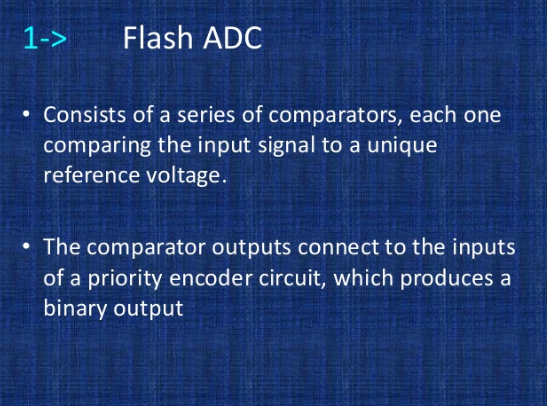 1-> Flash ADC
• Consists of a series of comparators, each one
comparing the input signal to a unique
reference voltage.
• The comparator outputs connect to the inputs
of a priority encoder circuit, which produces a
binary output